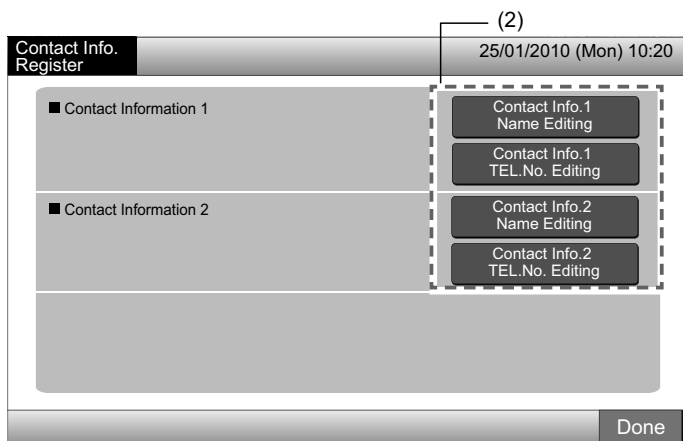 (2)
Contact Info.
Register
25/01/2010 (Mon) 10:20
■ Contact Information 1
Contact Info.1
Name Editing
Contact Info.1
TEL.No. Editing
■ Contact Information 2
Contact Info.2
Name Editing
Contact Info.2
TEL.No. Editing
Done